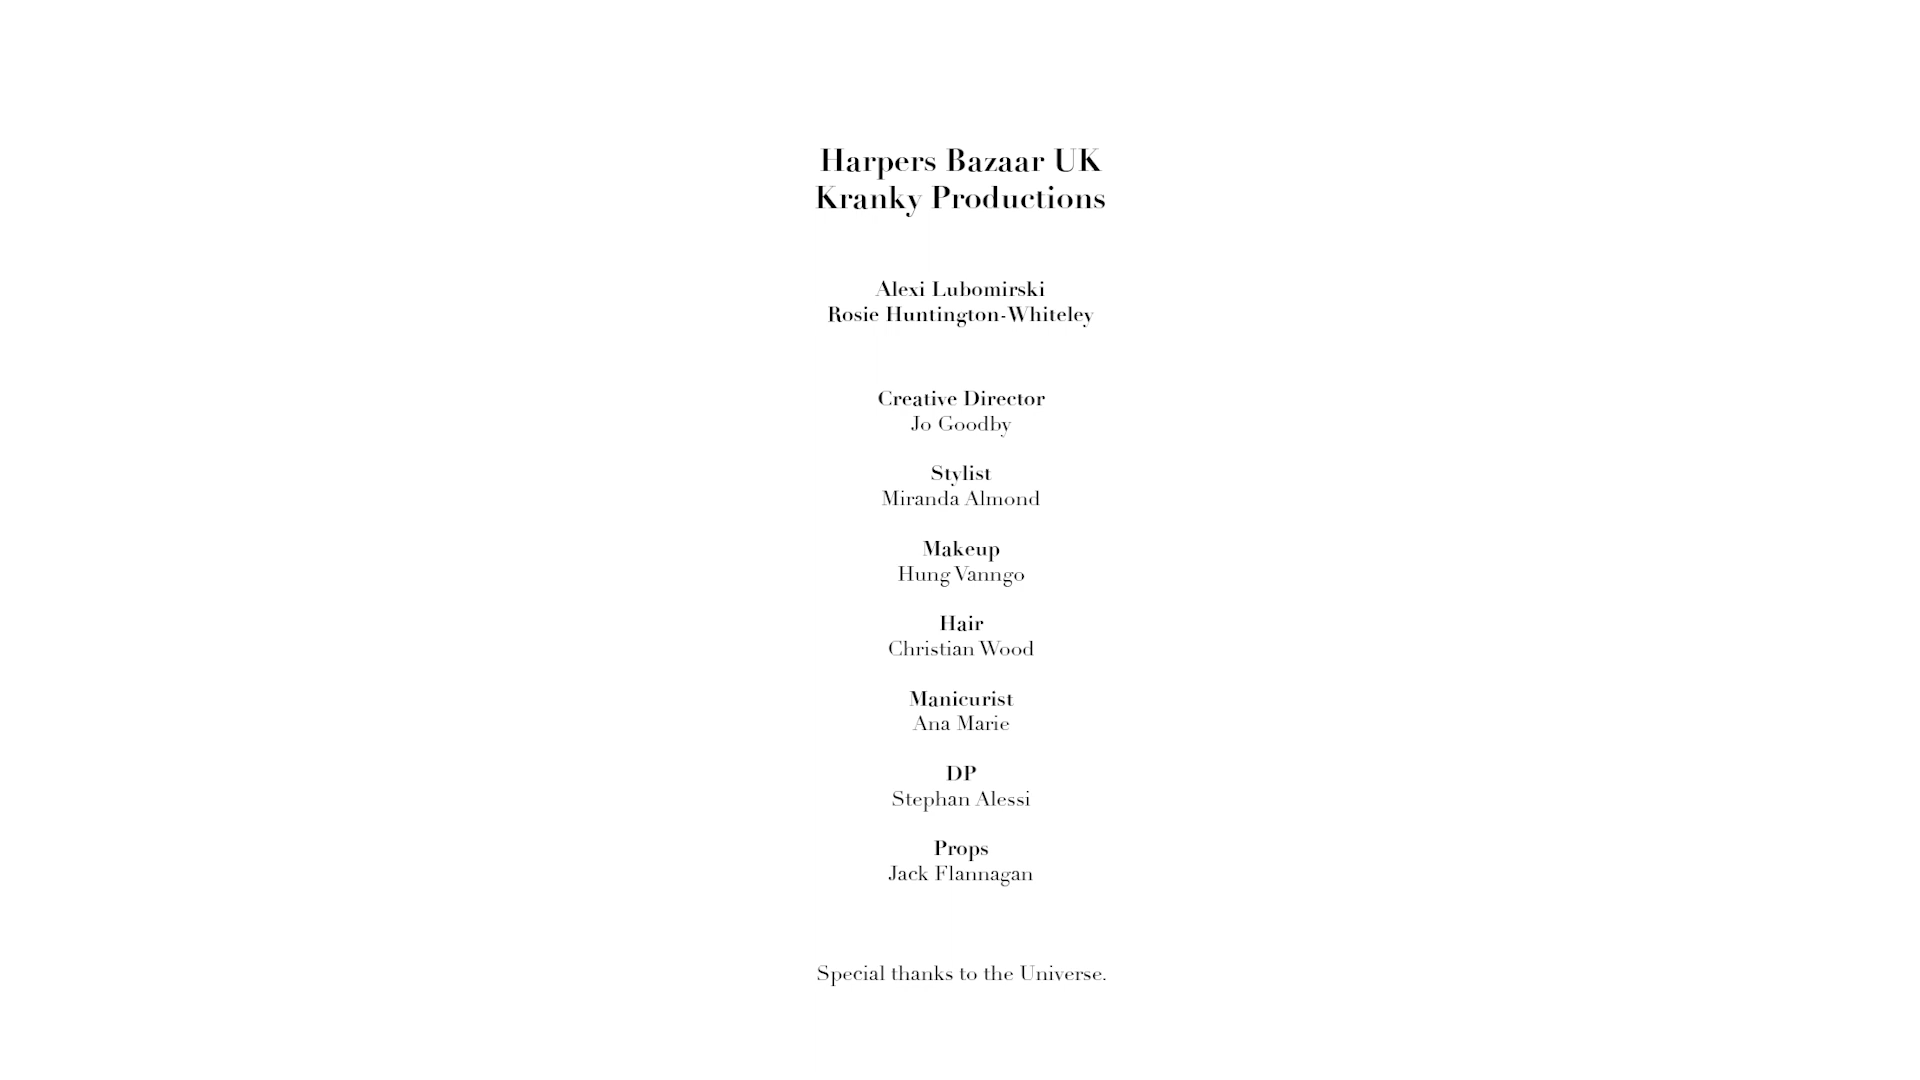 Harpers Bazaar UK
Kranky Productions
Alexi Lubomirski
Rosie Huntington-Whiteley
Creative Director
Jo Goodby
Stylist
Miranda Almond
Makeup
Hung Vanngo
Hair
Christian Wood
Manicurist
Ana Marie
DP
Stephan Alessi
Props
Jack Flannagan
Special thanks to the Universe.